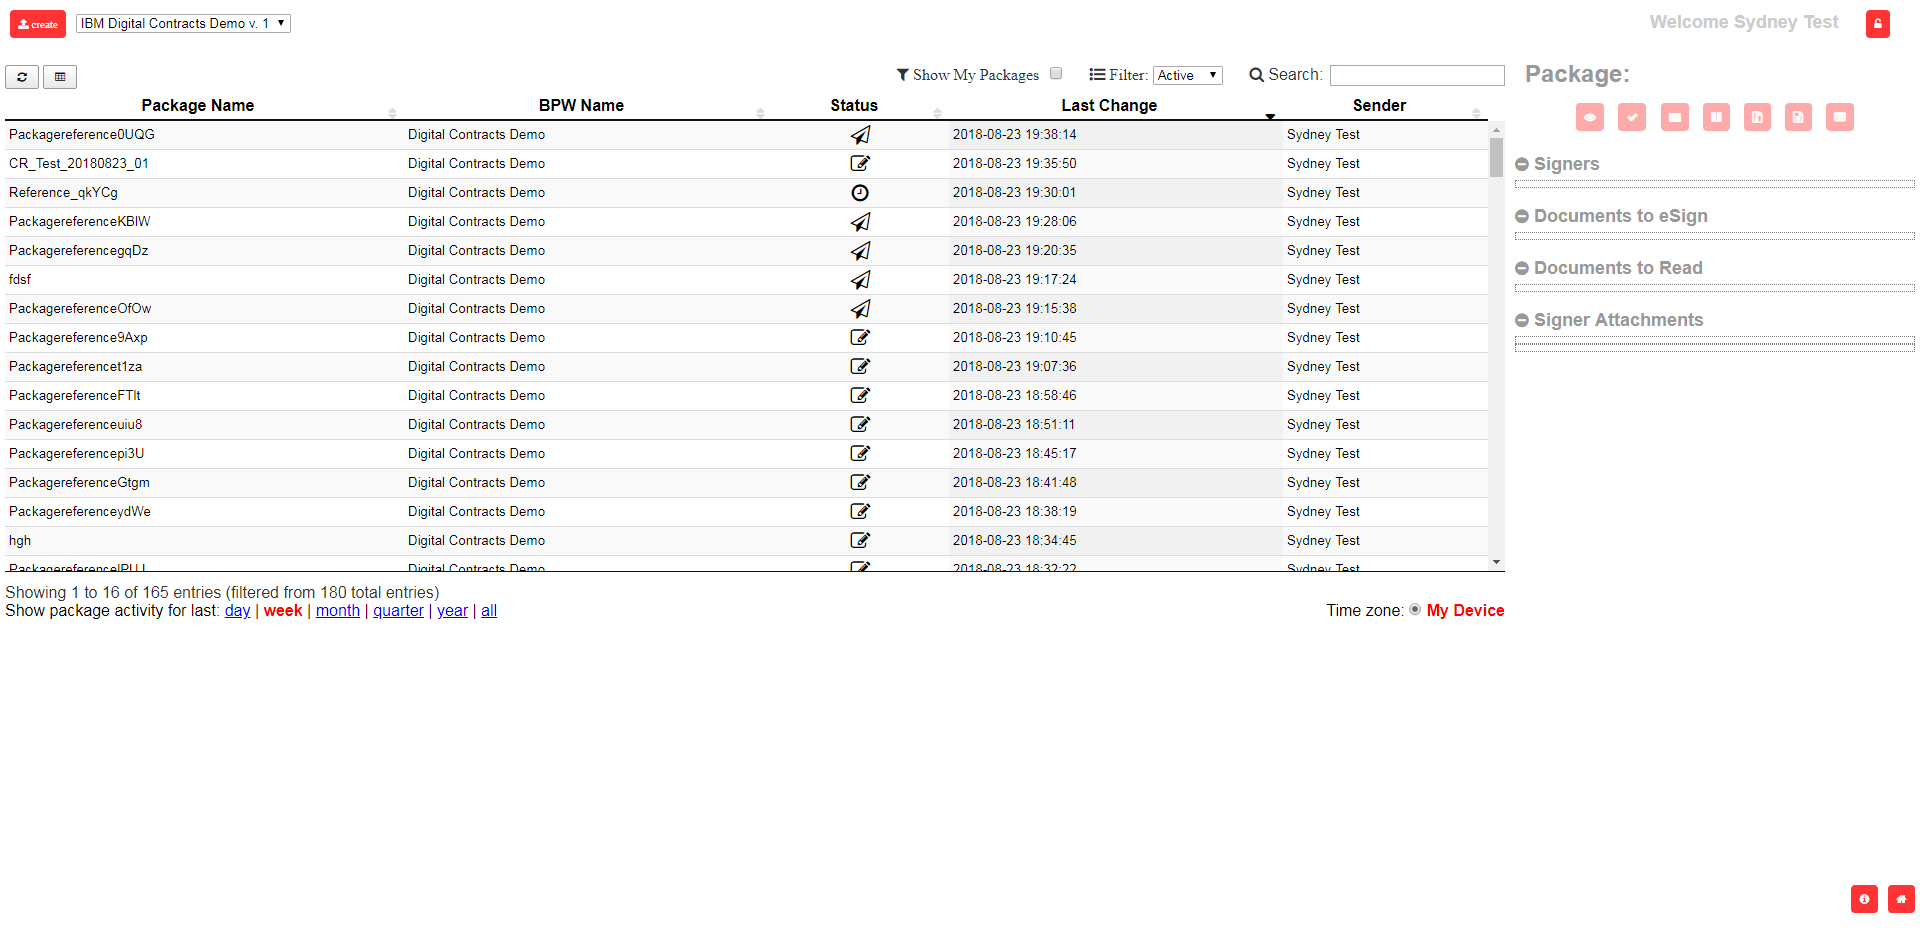 create IBM Digital Contracts Demo v. 1 Welcome Sydney Test
Show My Packages Filter: Active Search:
Package:
Package Name BPW Name Status Last Change Sender
Packagereference0UQG Digital Contracts Demo 2018-08-23 19:38:14 Sydney Test
CR_Test_20180823_01 Digital Contracts Demo 2018-08-23 19:35:50 Sydney Test
Reference_qkYCg Digital Contracts Demo 2018-08-23 19:30:01 Sydney Test
PackagereferenceKBIW Digital Contracts Demo 2018-08-23 19:28:06 Sydney Test
PackagereferencegqDz Digital Contracts Demo 2018-08-23 19:20:35 Sydney Test
fdsf Digital Contracts Demo 2018-08-23 19:17:24 Sydney Test
PackagereferenceOfOw Digital Contracts Demo 2018-08-23 19:15:38 Sydney Test
Packagereference9Axp Digital Contracts Demo 2018-08-23 19:10:45 Sydney Test
Packagereferencet1za Digital Contracts Demo 2018-08-23 19:07:36 Sydney Test
PackagereferenceFTIt Digital Contracts Demo 2018-08-23 18:58:46 Sydney Test
Packagereferenceuiu8 Digital Contracts Demo 2018-08-23 18:51:11 Sydney Test
Packagereferencepi3U Digital Contracts Demo 2018-08-23 18:45:17 Sydney Test
PackagereferenceGtgm Digital Contracts Demo 2018-08-23 18:41:48 Sydney Test
PackagereferenceydWe Digital Contracts Demo 2018-08-23 18:38:19 Sydney Test
hgh Digital Contracts Demo 2018-08-23 18:34:45 Sydney Test
Digital Contracts Demo 2018-08-23 18:32:22 Sydney Test
Showing 1 to 16 of 165 entries (filtered from 180 total entries)
Show package activity for last: day | week | month | quarter | year | all Time zone: My Device
Signers
Documents to eSign
Documents to Read
Signer Attachments